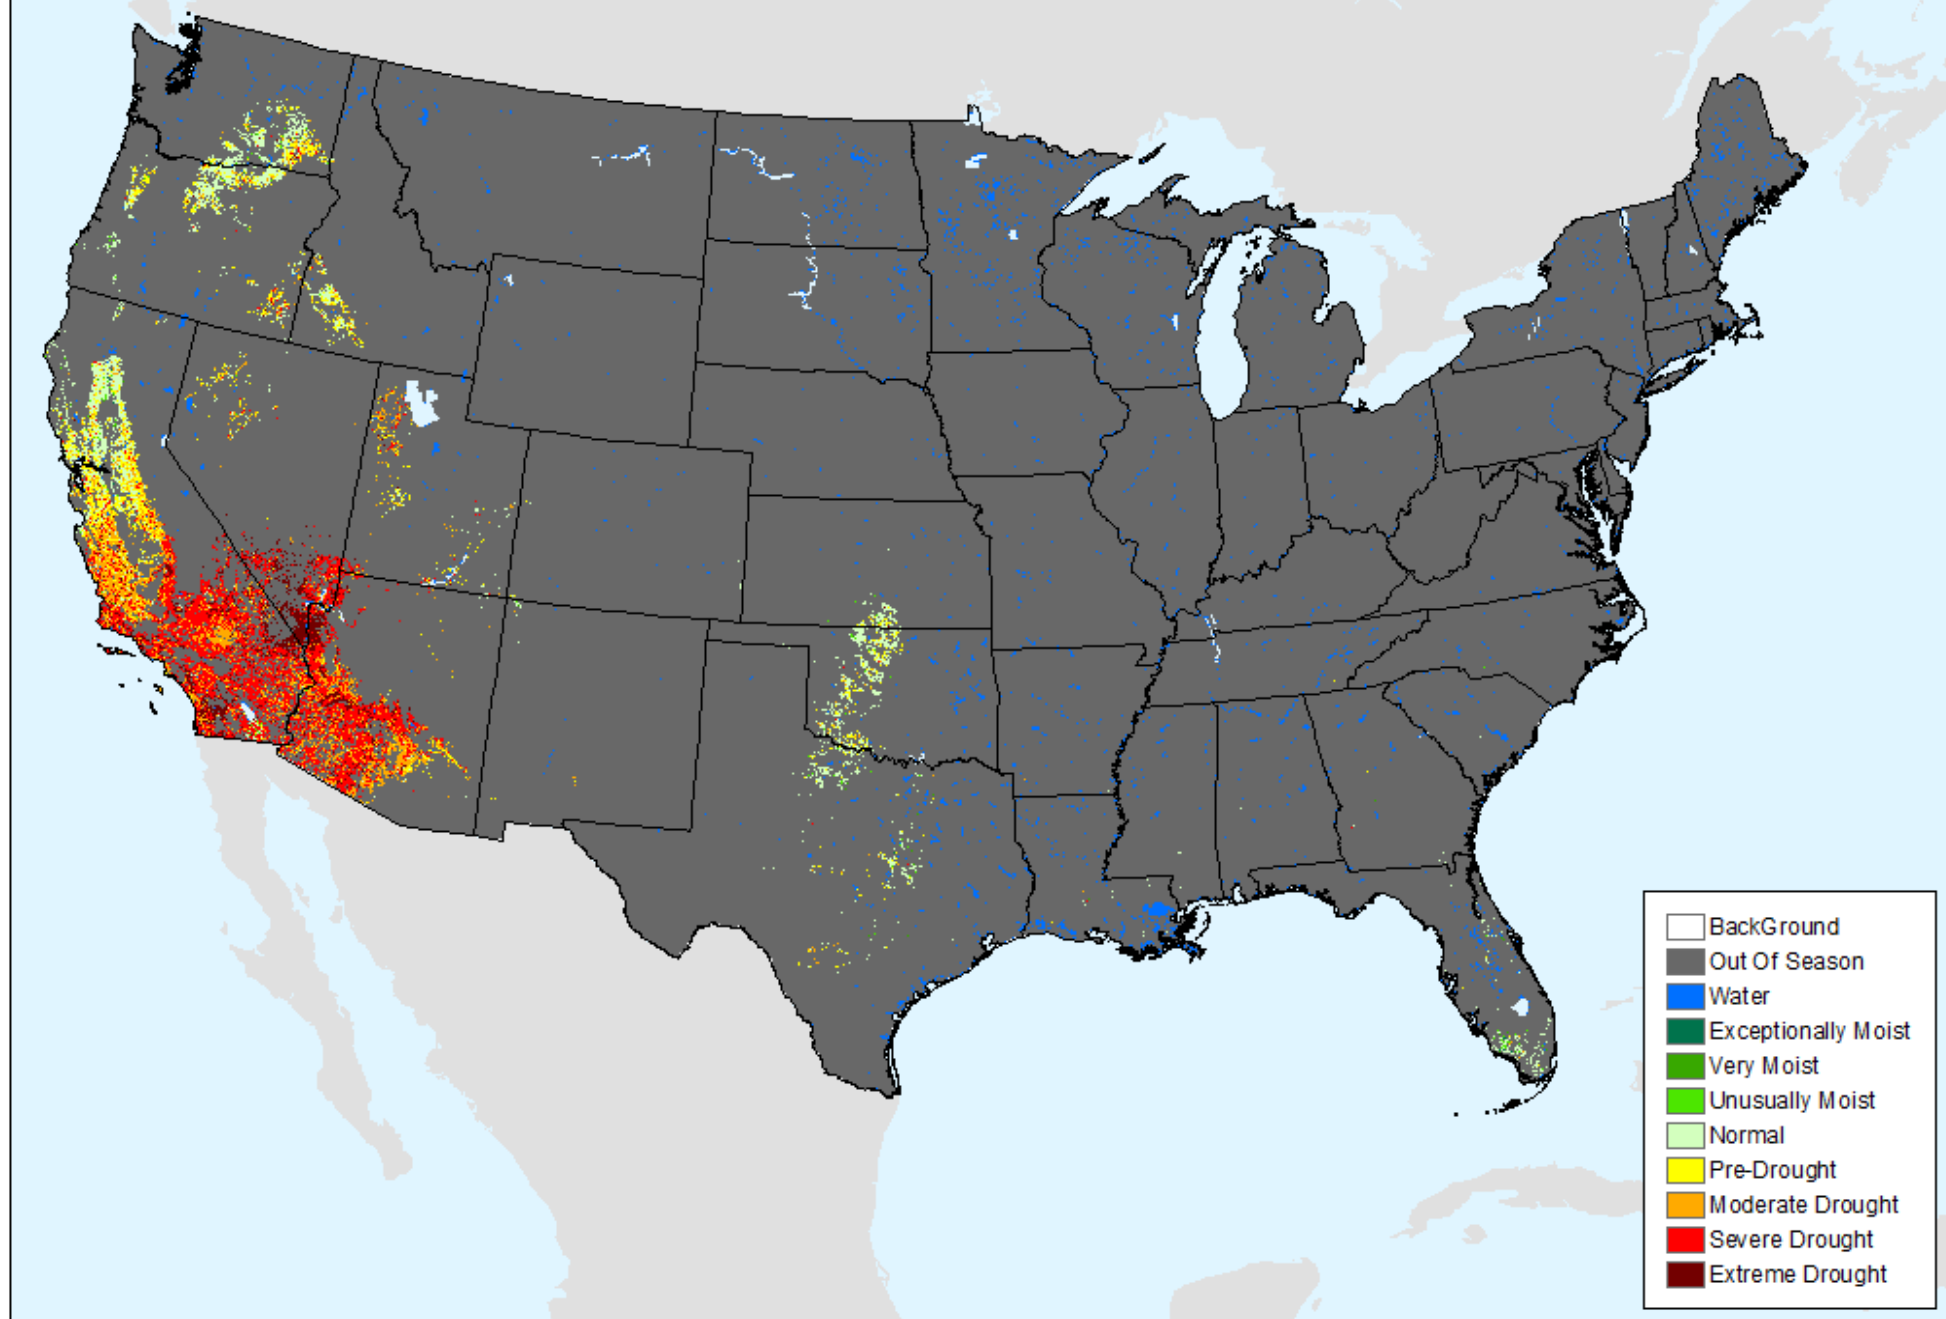 BackGround
Out Of Season
Water
Exceptionally Moist
Very Moist
Unusually Moist
Normal
Pre-Drought
Moderate Drought
Severe Drought
Extreme Drought